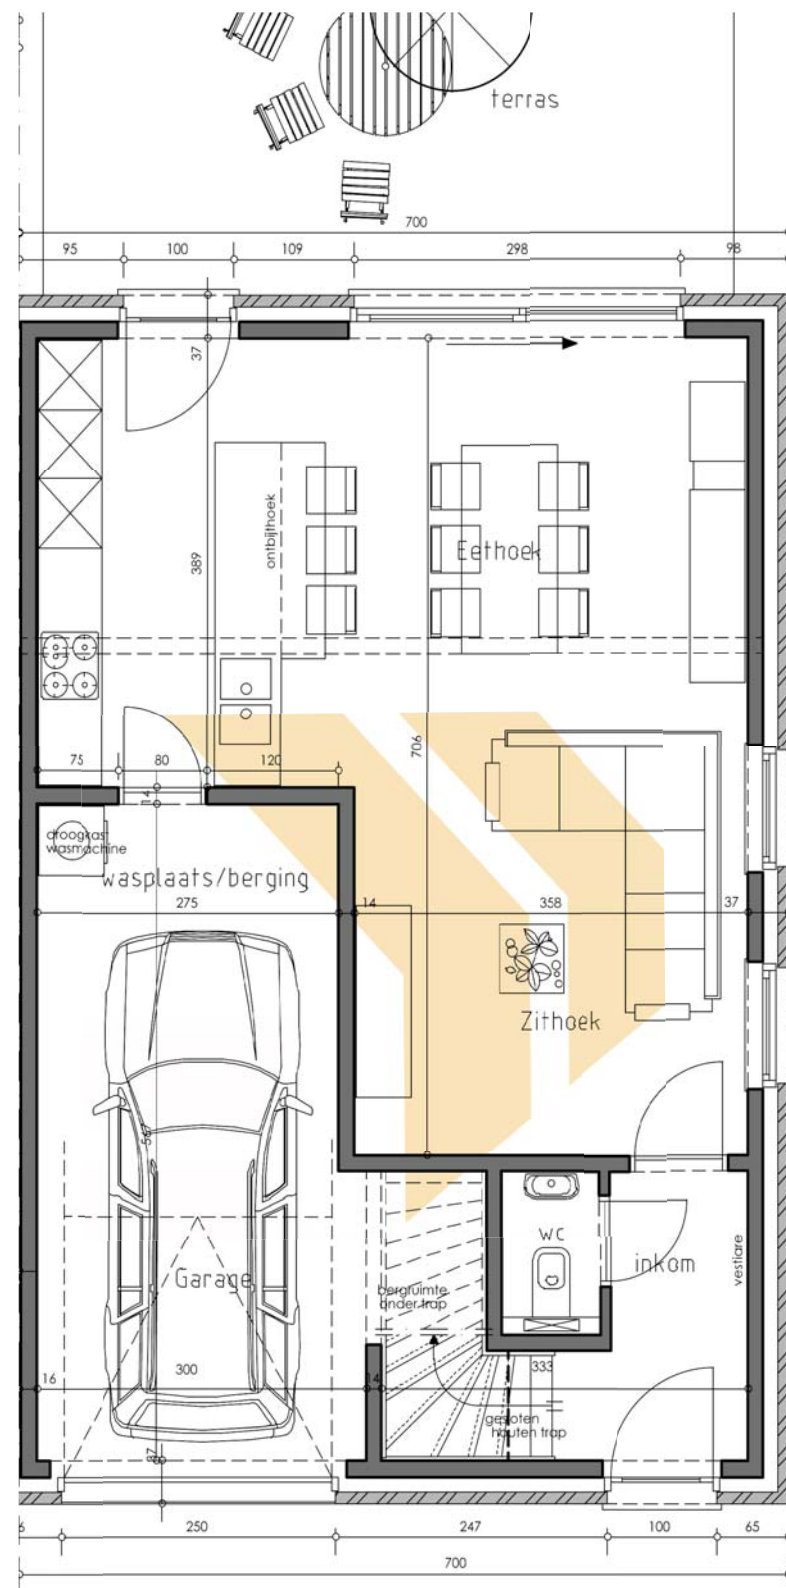 terras
700
95 100 109 298 98
37
ontbijthoek
389
Eethoek
706
75 80 120
14
droogkast
wasmachine
wasplaats/berging
275 14 358 37
Zithoek
wc
inkom
vestiare
Garage
bergruimte
onder trap
16 300 14 333
gesloten
houten trap
37
250 247 100 65
700